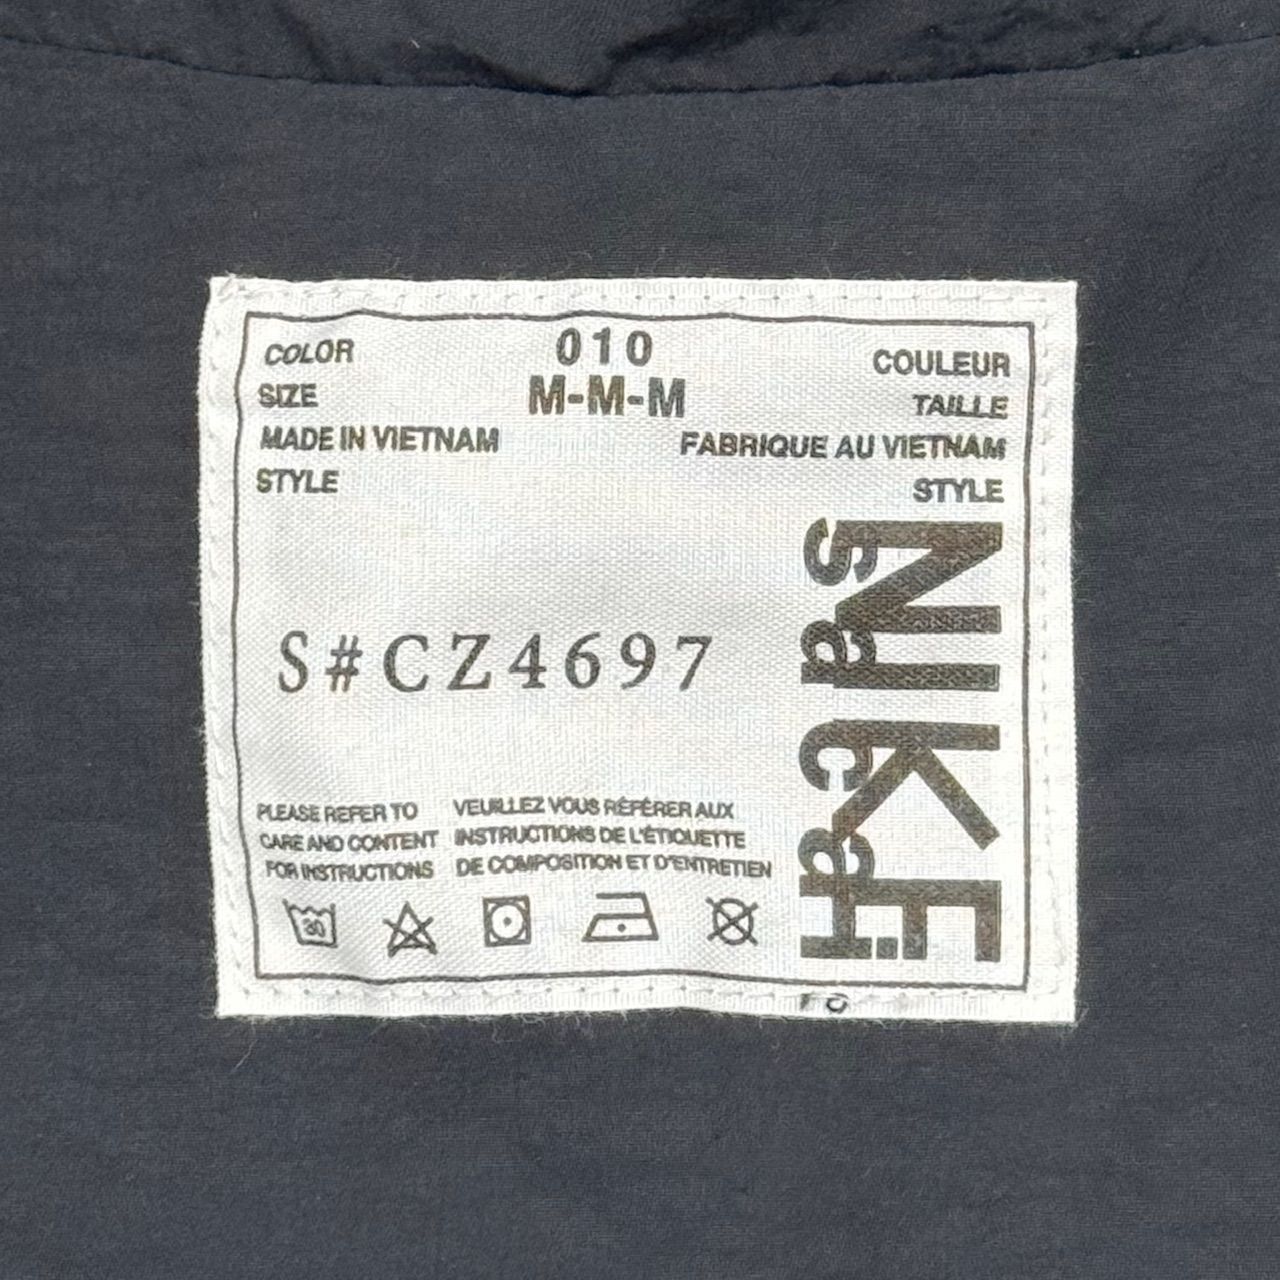 COLOR 010 COULEUR
SIZE M-M-M TAILLE
MADE IN VIETNAM FABRIQUE AU VIETNAM
STYLE STYLE
S#CZ4697
NIKE
sacai
PLEASE REFER TO
CARE AND CONTENT
FOR INSTRUCTIONS
VEUILLEZ VOUS RÉFÉRER AUX
INSTRUCTIONS DE L'ÉTIQUETTE
DE COMPOSITION ET D'ENTRETIEN
30